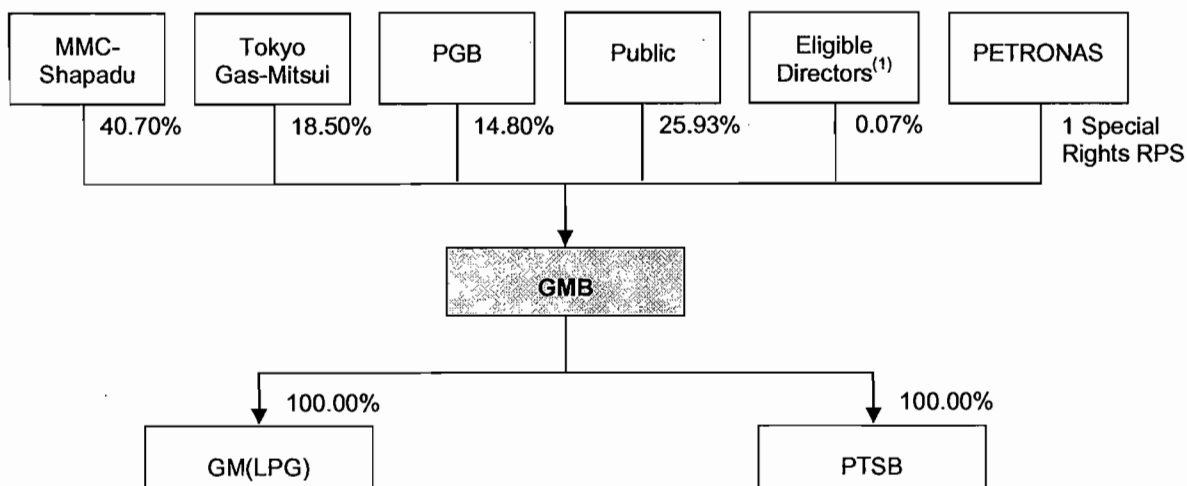 MMC-
Shapadu
Tokyo
Gas-Mitsui
PGB
Public
Eligible
Directors(1)
PETRONAS
40.70%
18.50%
14.80%
25.93%
0.07%
1 Special
Rights RPS
GMB
100.00%
100.00%
GM(LPG)
PTSB